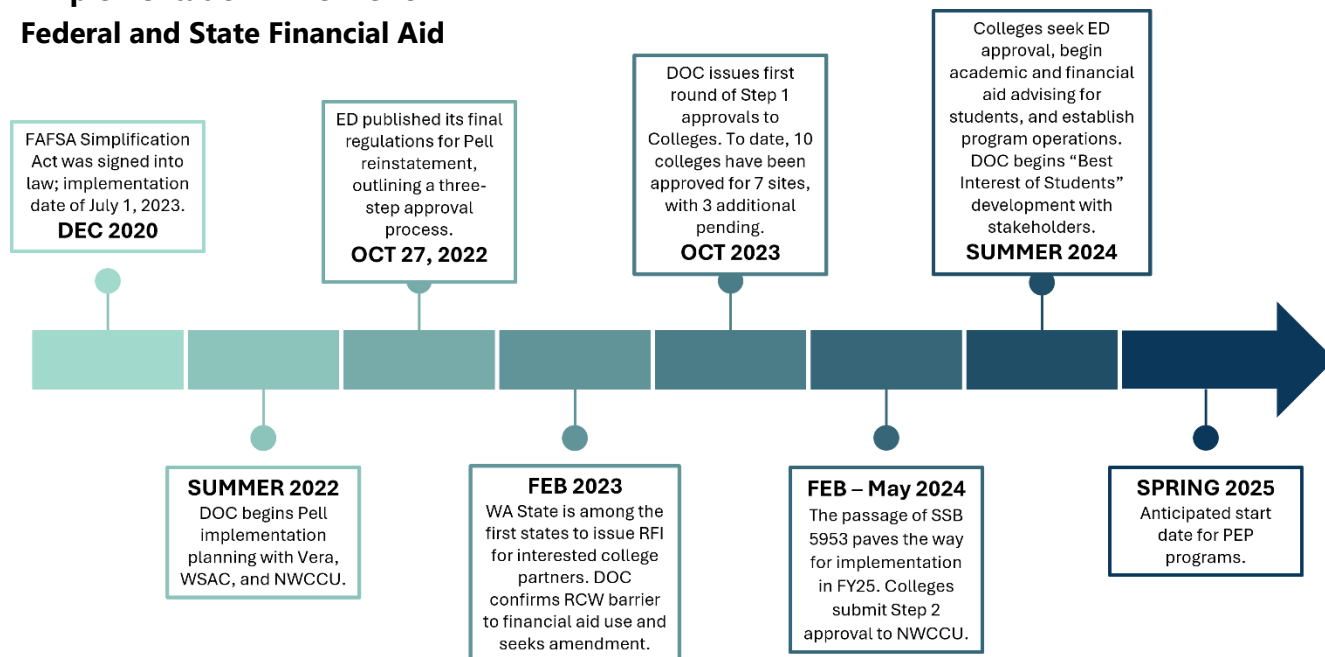 Federal and State Financial Aid
FAFSA Simplification
Act was signed into
law; implementation
date of July 1, 2023.
DEC 2020
ED published its final
regulations for Pell
reinstatement,
outlining a three-
step approval
process.
OCT 27, 2022
DOC issues first
round of Step 1
approvals to
Colleges. To date, 10
colleges have been
approved for 7 sites,
with 3 additional
pending.
OCT 2023
Colleges seek ED
approval, begin
academic and financial
aid advising for
students, and establish
program operations.
DOC begins “Best
Interest of Students”
development with
stakeholders.
SUMMER 2024
SUMMER 2022
DOC begins Pell
implementation
planning with Vera,
WSAC, and NWCCU.
FEB 2023
WA State is among the
first states to issue RFI
for interested college
partners. DOC
confirms RCW barrier
to financial aid use and
seeks amendment.
FEB – May 2024
The passage of SSB
5953 paves the way
for implementation
in FY25. Colleges
submit Step 2
approval to NWCCU.
SPRING 2025
Anticipated start
date for PEP
programs.